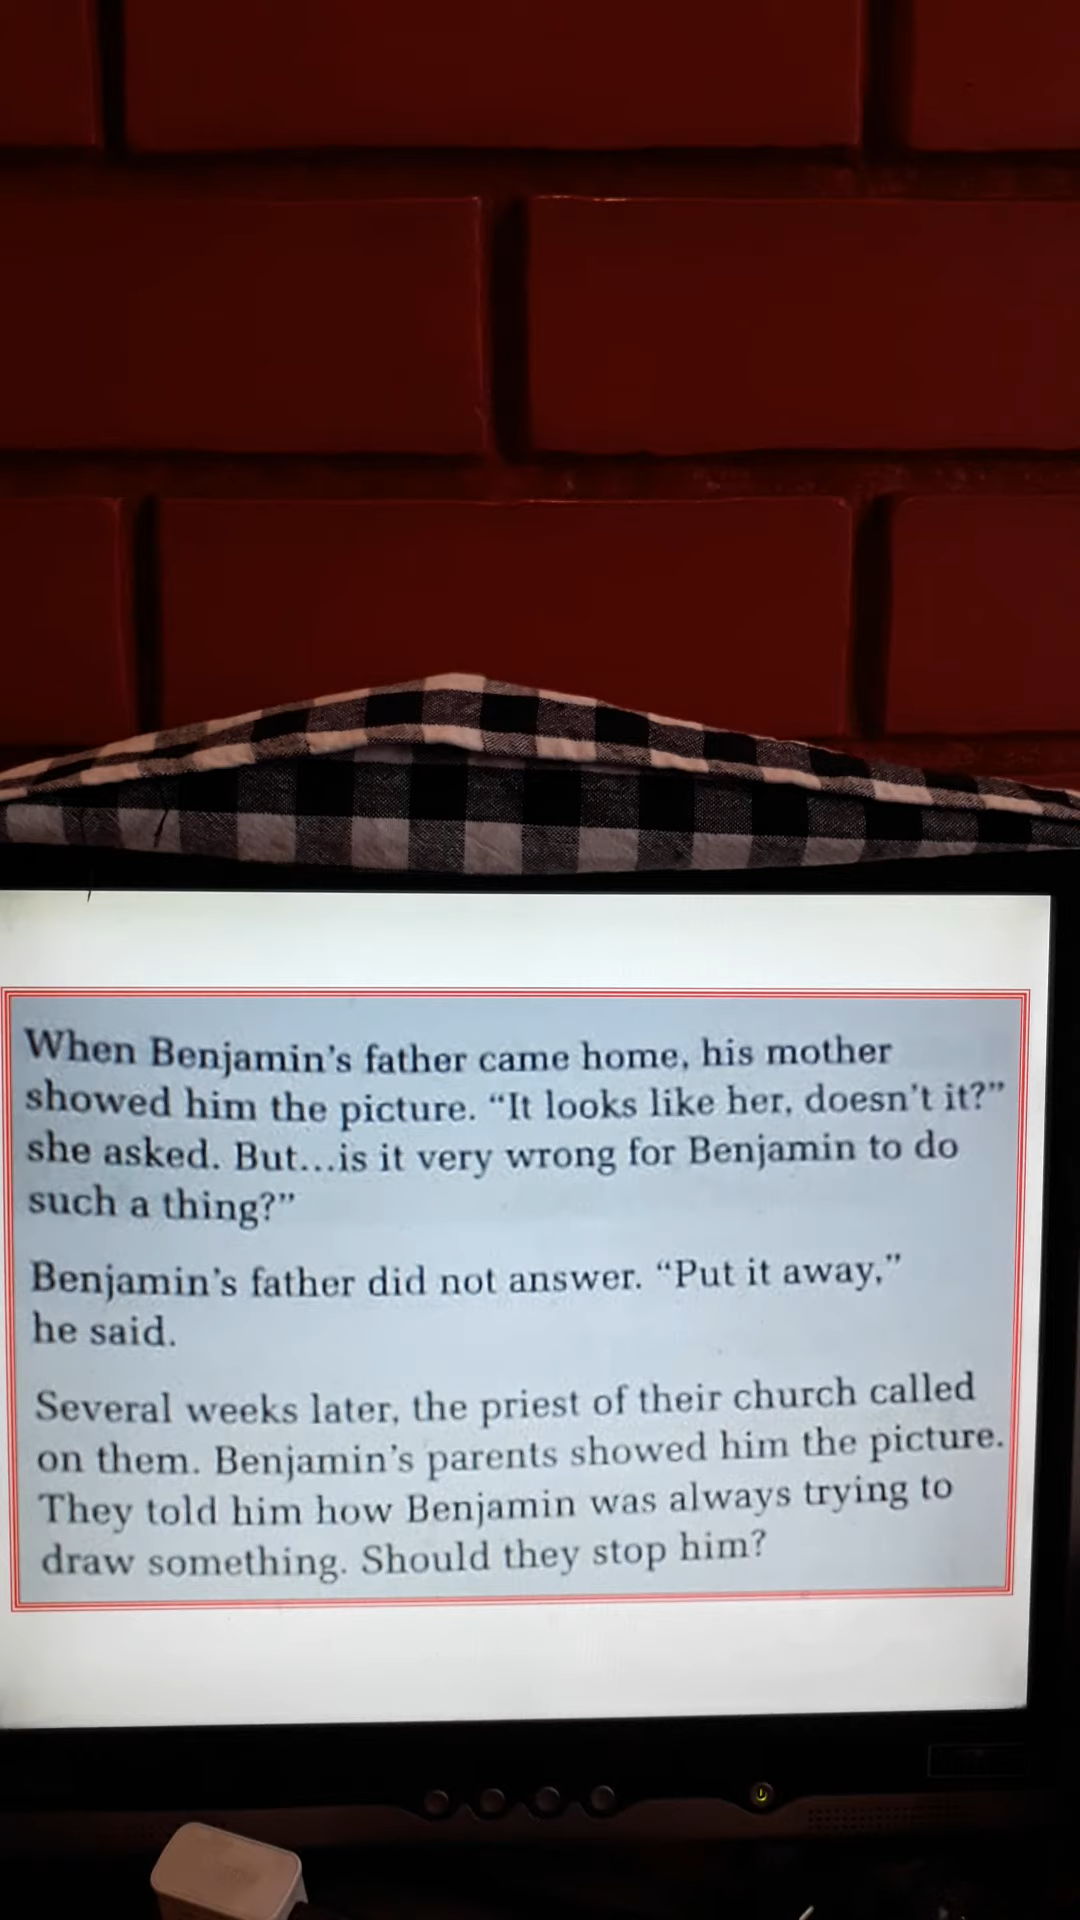 When Benjamin's father came home, his mother
showed him the picture. “It looks like her, doesn't it?”
she asked. But...is it very wrong for Benjamin to do
such a thing?”
Benjamin's father did not answer. “Put it away,”
he said.
Several weeks later, the priest of their church called
on them. Benjamin's parents showed him the picture.
They told him how Benjamin was always trying to
draw something. Should they stop him?